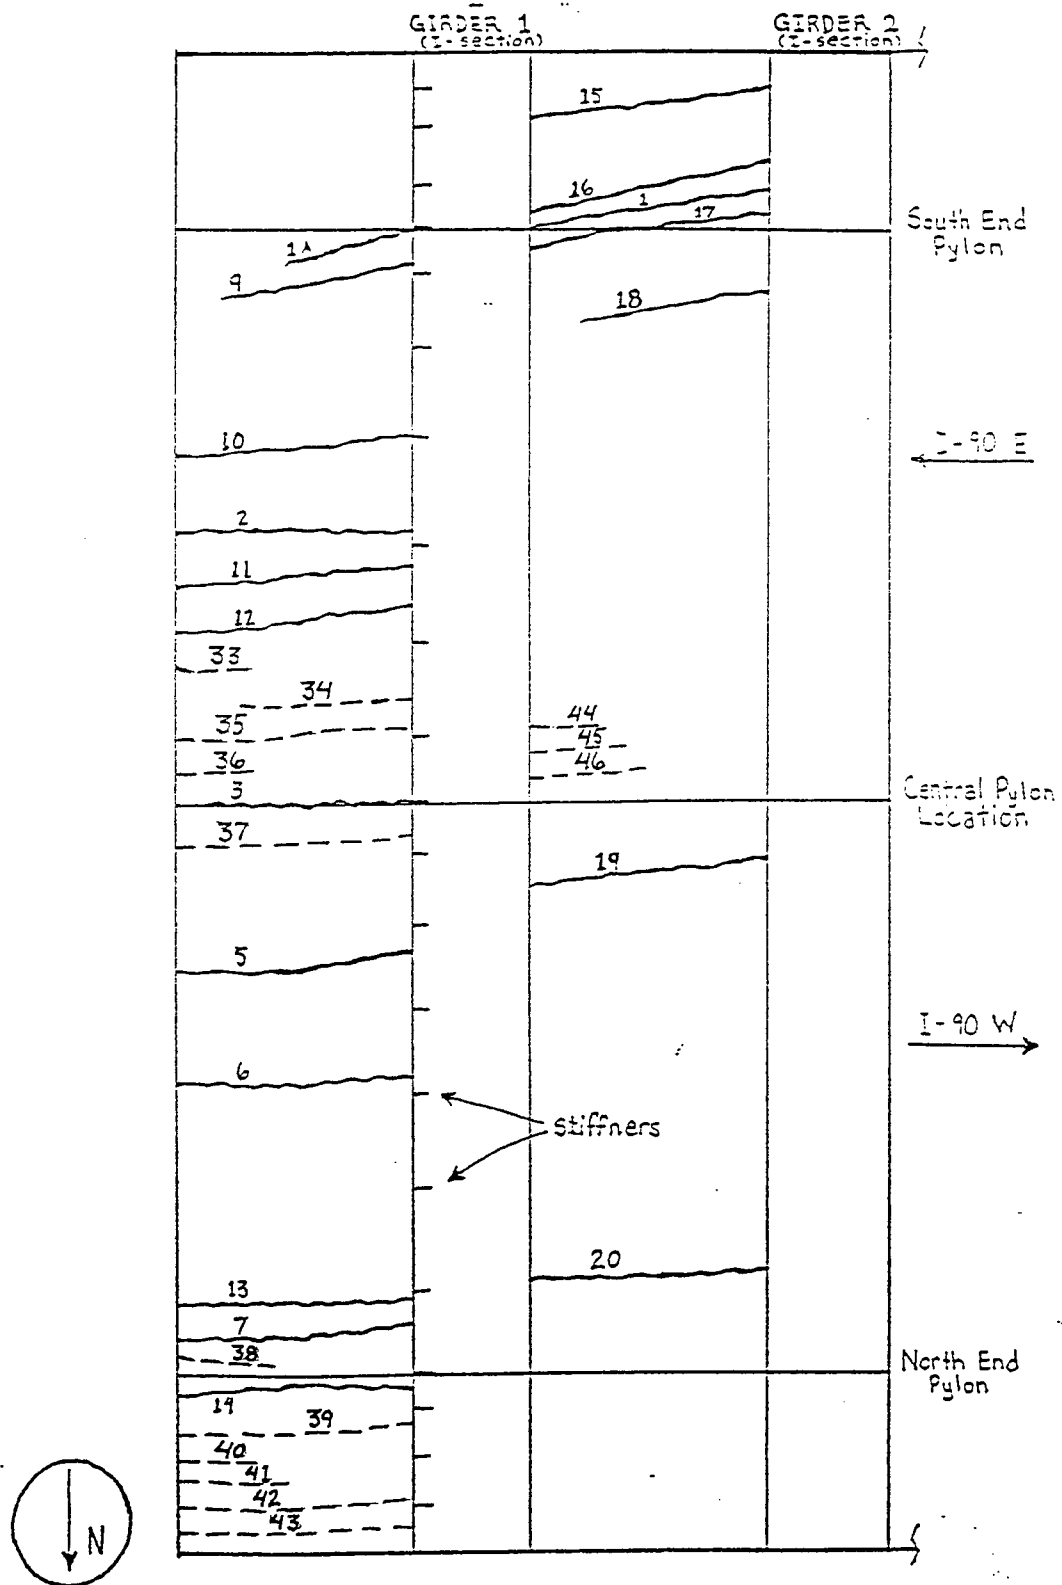 GIRDER 1
(I-section)
GIRDER 2
(I-section)
15
16
1
17
South End
Pylon
1A
9
18
10
I-90 E
2
11
12
33
34
35
44
45
36
46
3
Central Pylon
Location
37
19
5
I-90 W
6
Stiffners
20
13
7
38
North End
Pylon
14
39
40
41
42
43
N